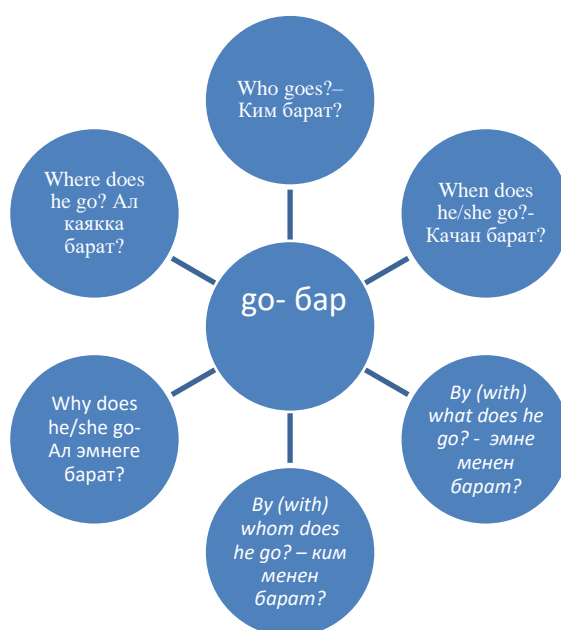 Who goes?–
Ким барат?
When does
he/she go?-
Качан барат?
By (with)
what does he
go? - эмне
менен
барат?
By (with)
whom does
he go? – ким
менен
барат?
Why does
he/she go-
Ал эмнеге
барат?
Where does
he go? Ал
каякка
барат?
go- бар